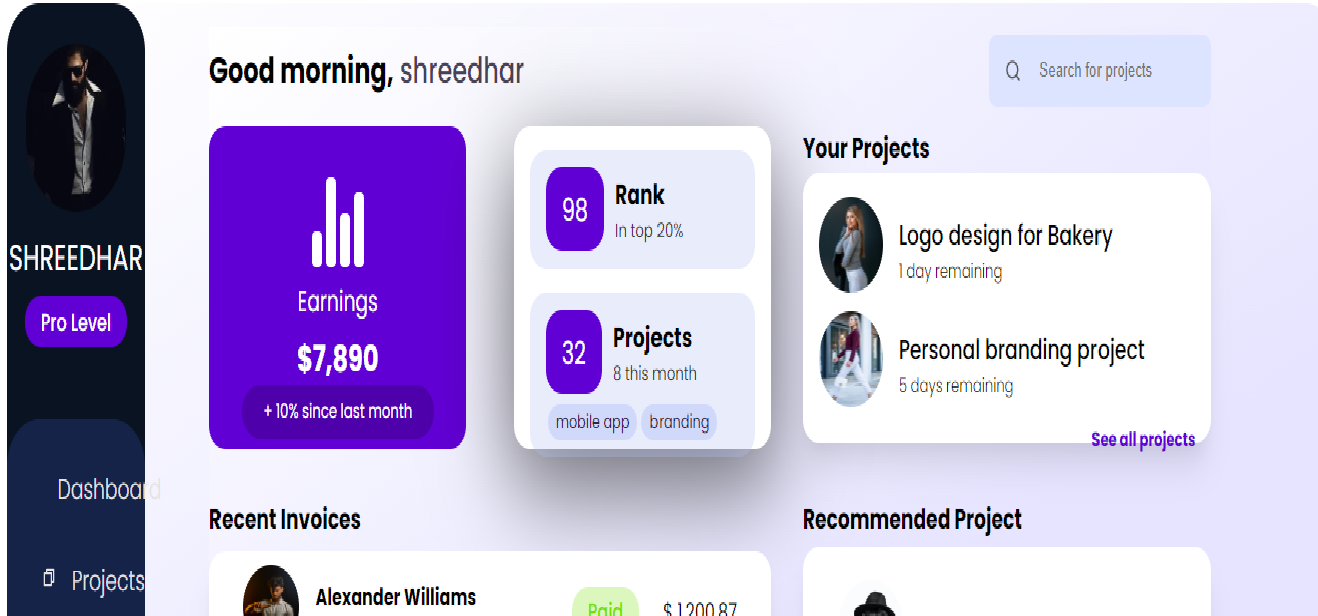 Good morning, shreedhar
Search for projects
SHREEDHAR
Pro Level
Dashboard
Projects
Earnings
$7,890
+ 10% since last month
98
Rank
In top 20%
32
Projects
8 this month
mobile app
branding
Your Projects
Logo design for Bakery
1 day remaining
Personal branding project
5 days remaining
See all projects
Recent Invoices
Alexander Williams
Paid
$ 1200.87
Recommended Project